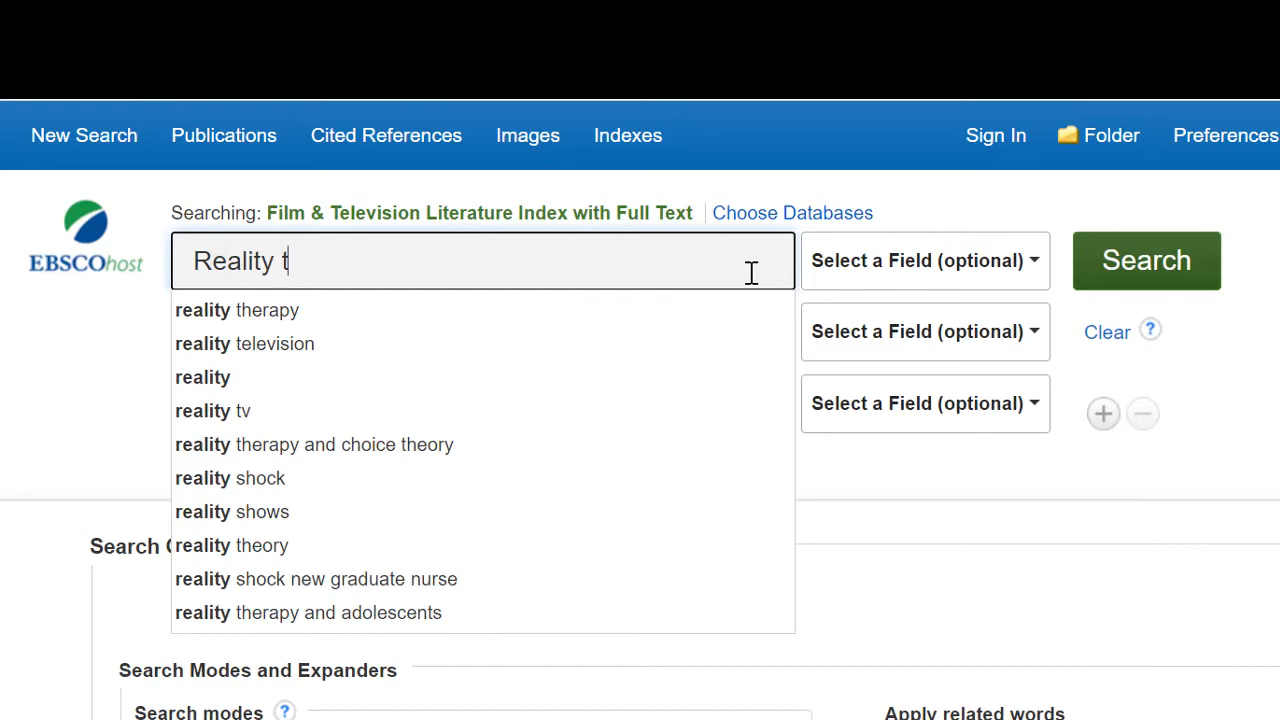 New Search Publications Cited References Images Indexes Sign In Folder Preferences
Searching: Film & Television Literature Index with Full Text Choose Databases
EBSCOhost
Reality t Select a Field (optional) Search
reality therapy
Select a Field (optional) Clear ?
reality television
reality
reality tv
Select a Field (optional) + −
reality therapy and choice theory
reality shock
reality shows
Search
reality theory
reality shock new graduate nurse
reality therapy and adolescents
Search Modes and Expanders
Search modes ? Apply related words